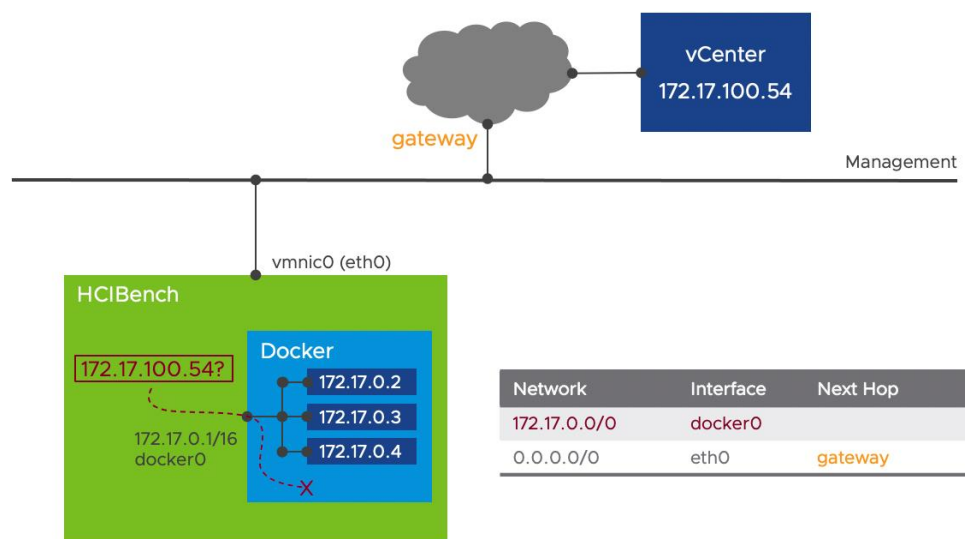 vCenter
172.17.100.54
gateway
Management
vmnic0 (eth0)
HCIBench
Docker
172.17.100.54?
172.17.0.2
172.17.0.3
172.17.0.4
172.17.0.1/16
docker0
X
Network Interface Next Hop
172.17.0.0/0 docker0
0.0.0.0/0 eth0 gateway